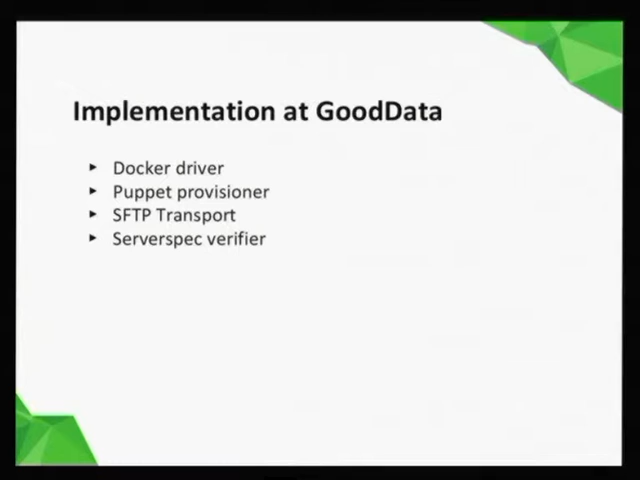 Implementation at GoodData
▸ Docker driver
▸ Puppet provisioner
▸ SFTP Transport
▸ Serverspec verifier